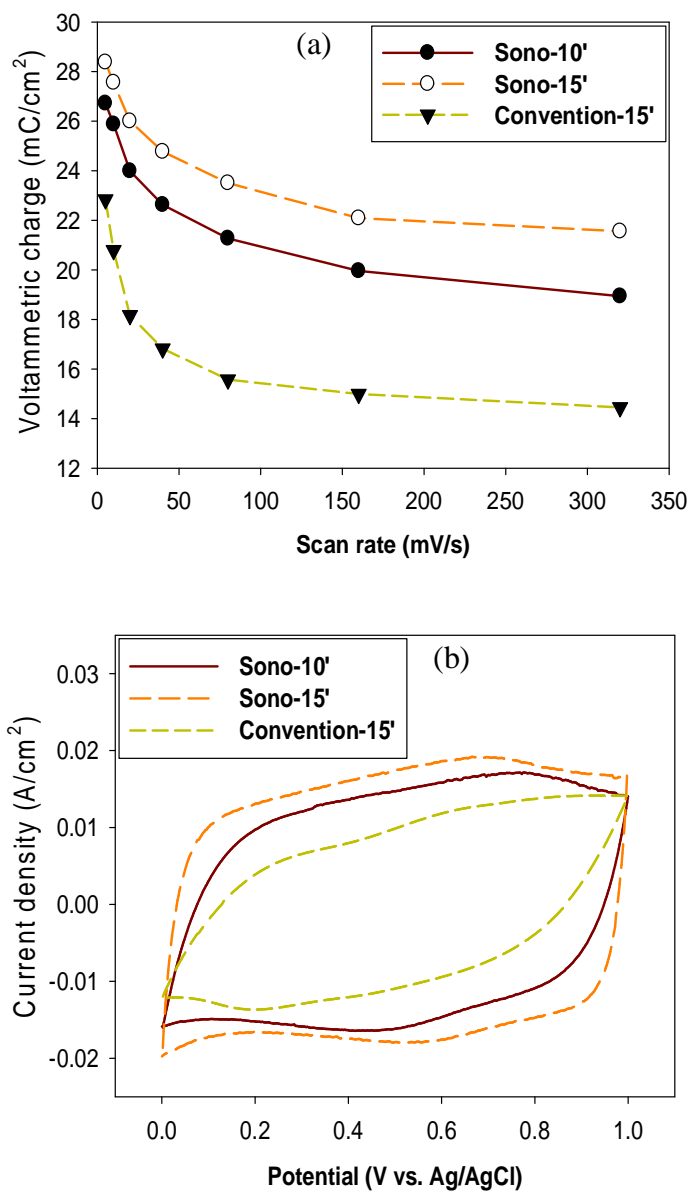 (a)
Sono-10'
Sono-15'
Convention-15'
Voltammetric charge (mC/cm²)
30
28
26
24
22
20
18
16
14
12
0 50 100 150 200 250 300 350
Scan rate (mV/s)
(b)
Sono-10'
Sono-15'
Convention-15'
Current density (A/cm²)
0.03
0.02
0.01
0.00
-0.01
-0.02
0.0 0.2 0.4 0.6 0.8 1.0
Potential (V vs. Ag/AgCl)